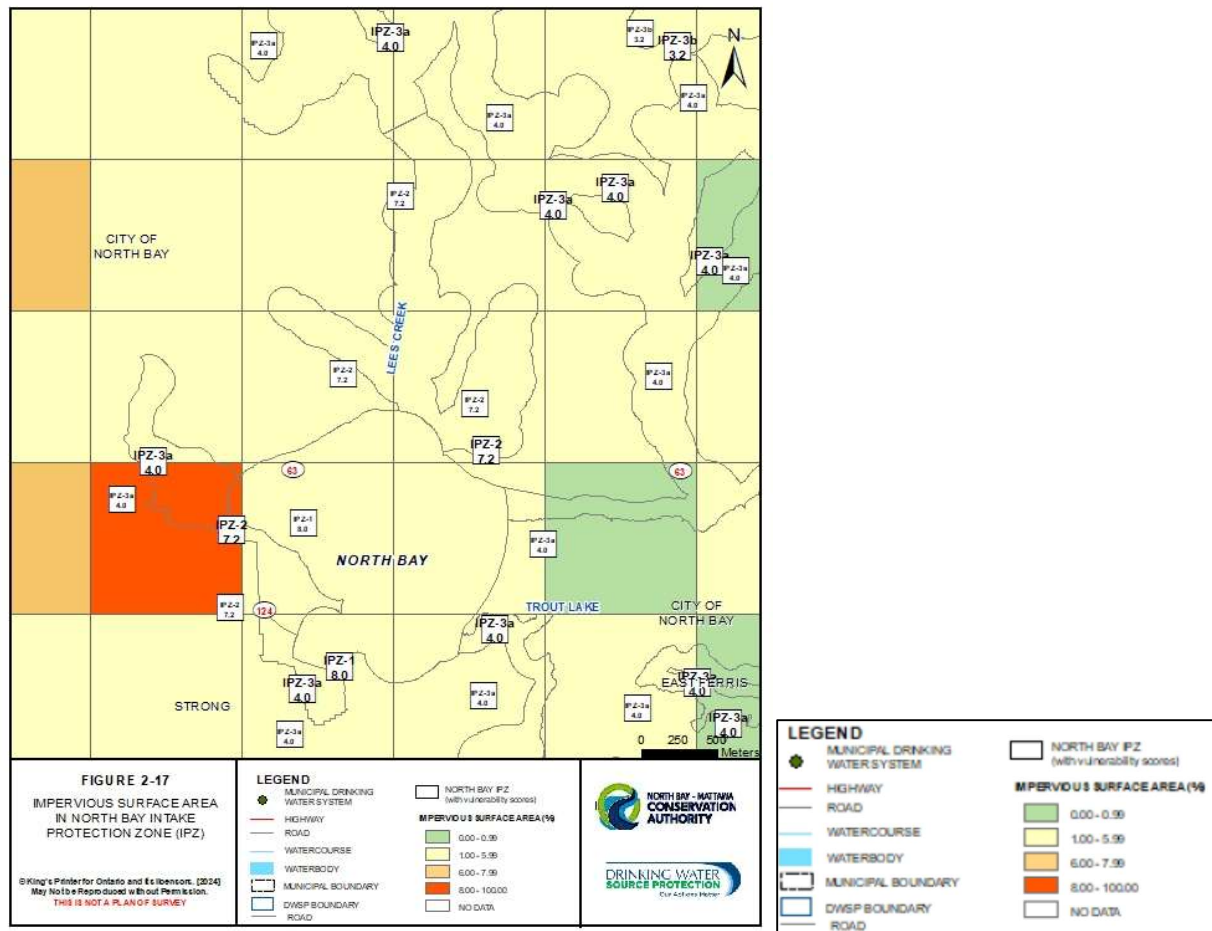 IPZ-3a
4.0
IPZ-3a
4.0
IPZ-3b
3.2
IPZ-3b
3.2
N
IPZ-3a
4.0
IPZ-3a
4.0
IPZ-2
7.2
IPZ-3a
4.0
IPZ-3a
4.0
CITY OF
NORTH BAY
IPZ-3a
4.0
IPZ-3a
4.0
LEES CREEK
IPZ-2
7.2
IPZ-3a
4.0
IPZ-2
7.2
IPZ-2
7.2
IPZ-3a
4.0
63
63
IPZ-3a
4.0
IPZ-2
7.2
IPZ-1
8.0
IPZ-3a
4.0
NORTH BAY
IPZ-2
7.2
124
TROUT LAKE
CITY OF
NORTH BAY
IPZ-3a
4.0
IPZ-1
8.0
IPZ-3a
4.0
IPZ-3a
4.0
EAST FERRIS
4.0
IPZ-3a
4.0
IPZ-3a
4.0
STRONG
IPZ-3a
4.0
0 250 500
Meters
FIGURE 2-17
IMPERVIOUS SURFACE AREA
IN NORTH BAY INTAKE
PROTECTION ZONE (IPZ)
©King's Printer for Ontario and its licensors. [2024]
May Not be Reproduced without Permission.
THIS IS NOT A PLAN OF SURVEY
LEGEND
MUNICIPAL DRINKING
WATER SYSTEM
HIGHWAY
ROAD
WATERCOURSE
WATERBODY
MUNICIPAL BOUNDARY
DWSP BOUNDARY
ROAD
NORTH BAY IPZ
(with vulnerability scores)
IMPERVIOUS SURFACE AREA (%)
0.00 - 0.99
1.00 - 5.99
6.00 - 7.99
8.00 - 100.00
NO DATA
NORTH BAY - MATTAWA
CONSERVATION
AUTHORITY
DRINKING WATER
SOURCE PROTECTION
Our Actions Matter
LEGEND
MUNICIPAL DRINKING
WATER SYSTEM
HIGHWAY
ROAD
WATERCOURSE
WATERBODY
MUNICIPAL BOUNDARY
DWSP BOUNDARY
ROAD
NORTH BAY IPZ
(with vulnerability scores)
IMPERVIOUS SURFACE AREA (%
0.00 - 0.99
1.00 - 5.99
6.00 - 7.99
8.00 - 100.00
NO DATA